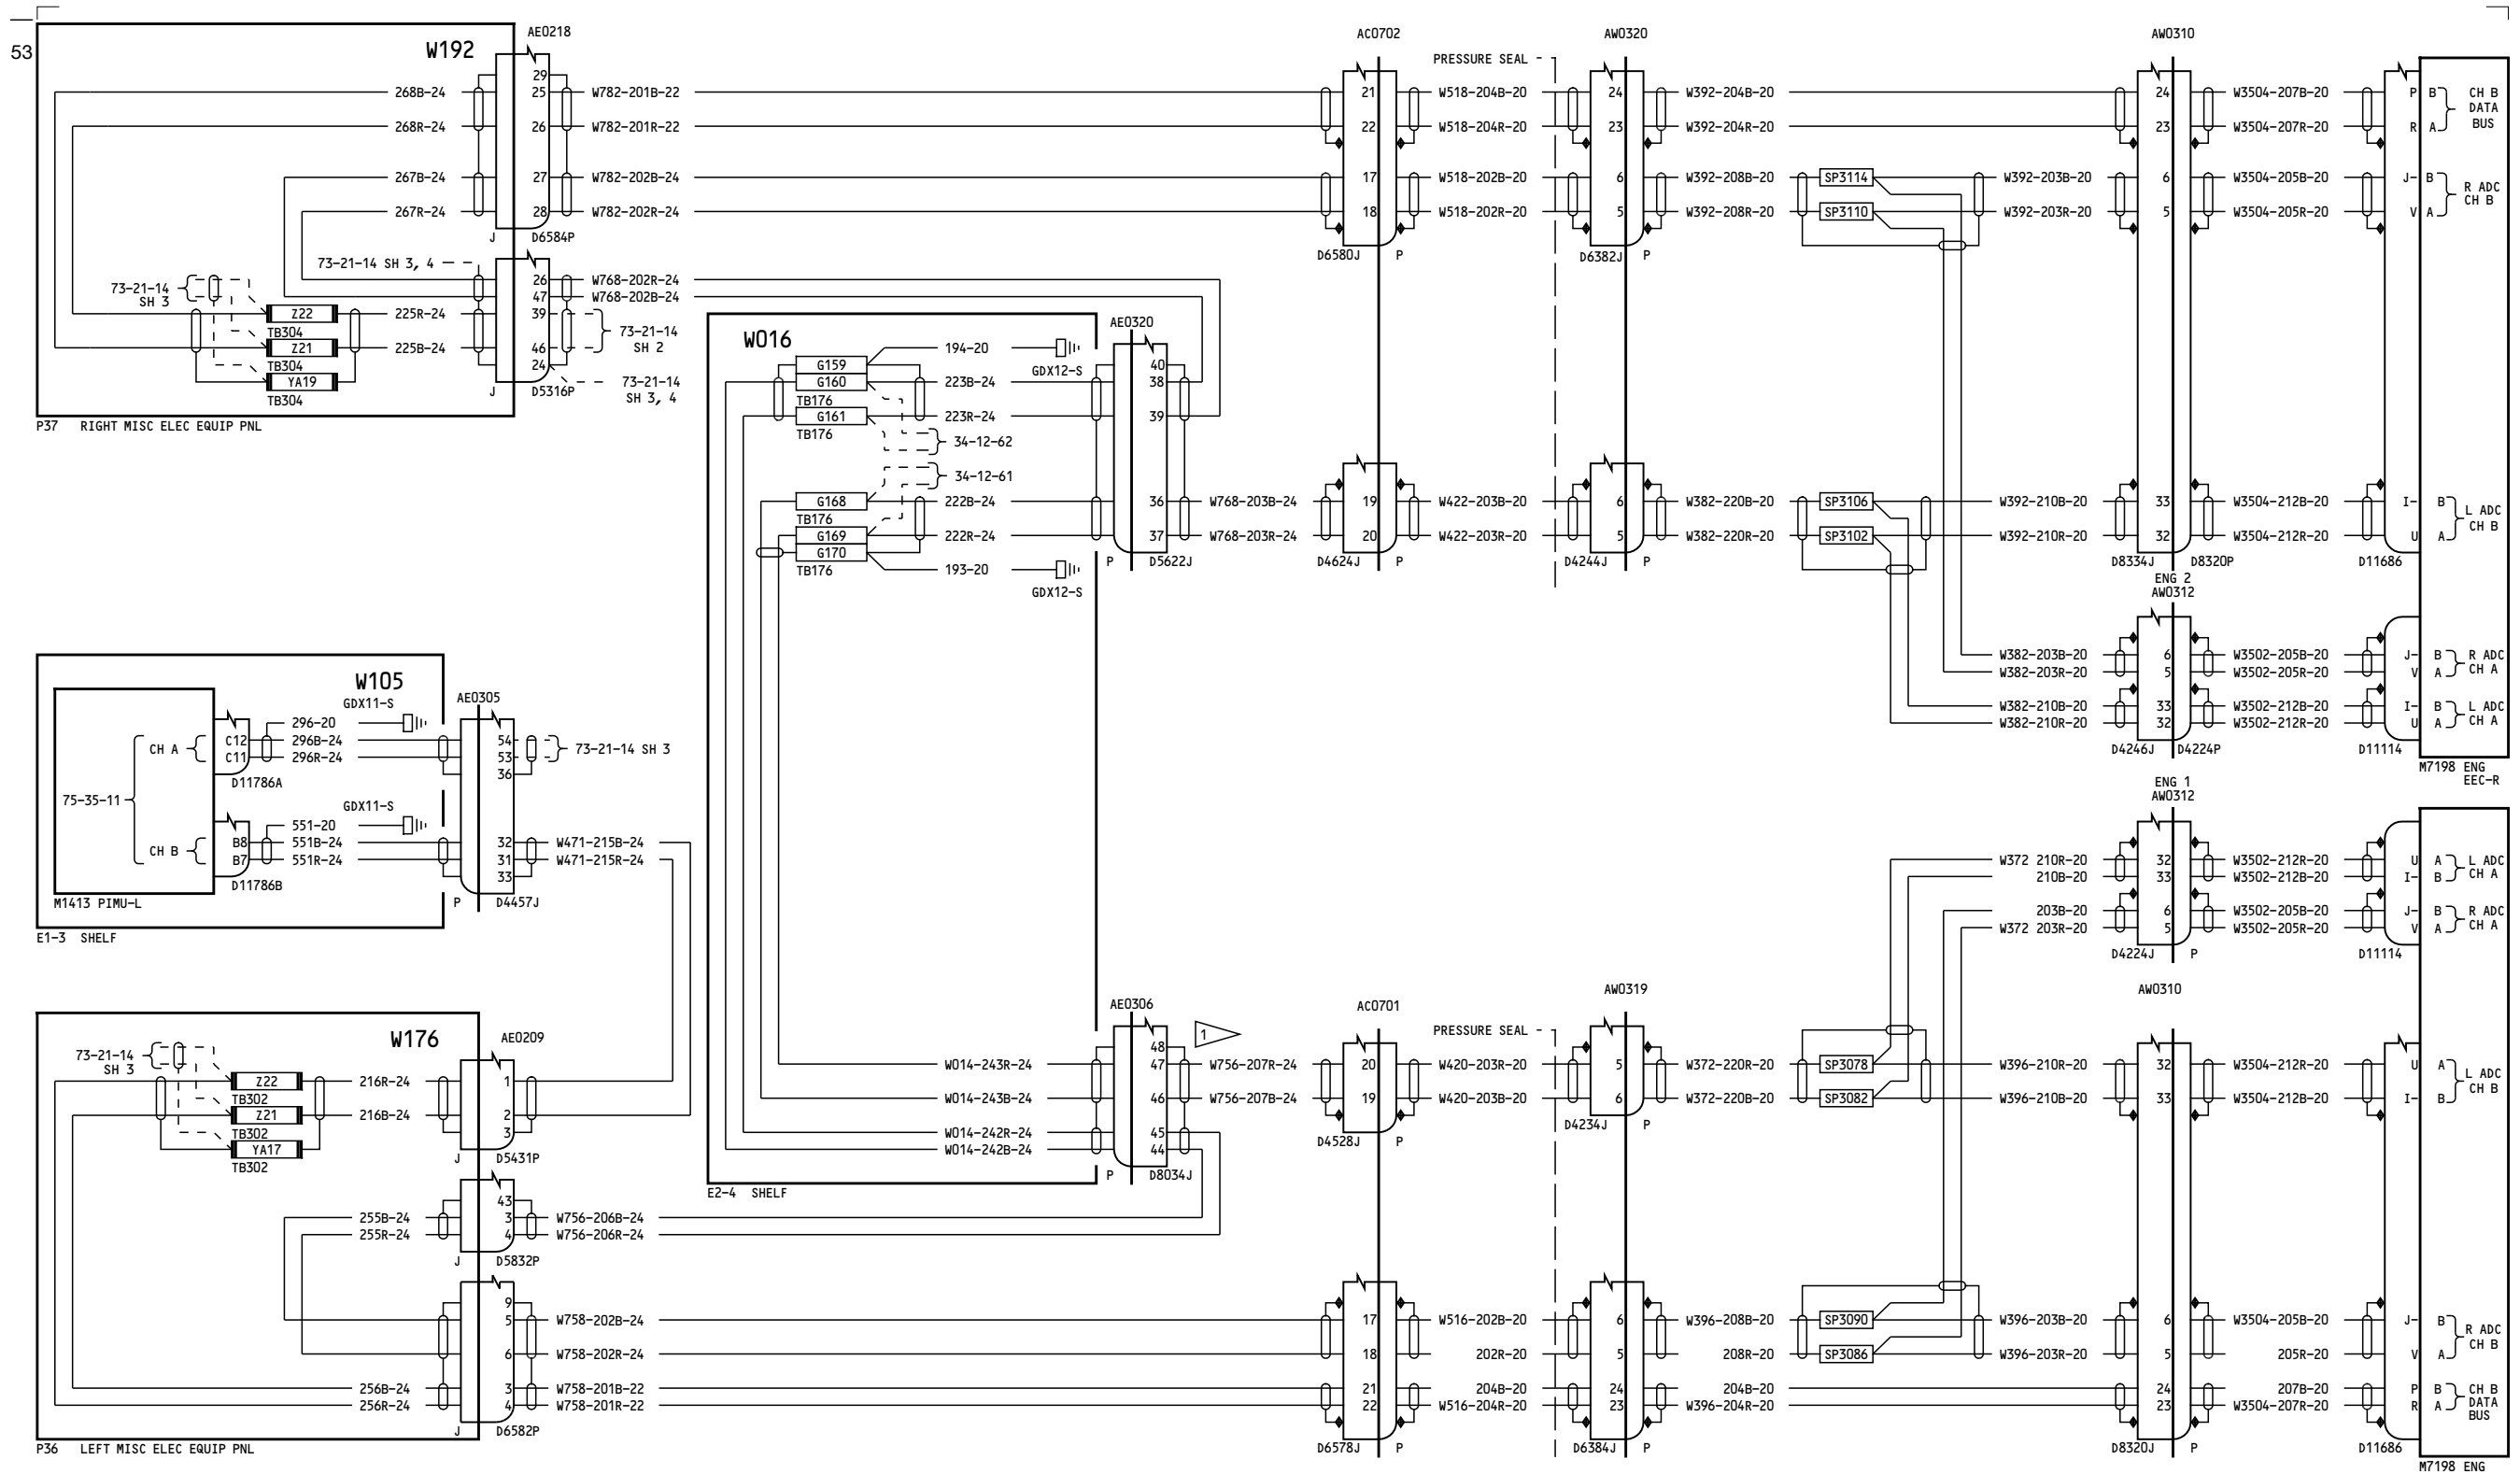 53
W192
AE0218
268B-24
268R-24
267B-24
267R-24
29
25
26
27
28
W782-201B-22
W782-201R-22
W782-202B-24
W782-202R-24
J
D6584P
73-21-14 SH 3, 4
73-21-14
SH 3
Z22
TB304
Z21
TB304
YA19
TB304
225R-24
225B-24
26
47
39
46
24
W768-202R-24
W768-202B-24
73-21-14
SH 2
73-21-14
SH 3, 4
J
D5316P
P37 RIGHT MISC ELEC EQUIP PNL
W016
AE0320
G159
G160
TB176
G161
TB176
194-20
GDX12-S
223B-24
223R-24
34-12-62
34-12-61
G168
TB176
G169
G170
TB176
222B-24
222R-24
193-20
GDX12-S
40
38
39
36
37
P
D5622J
W768-203B-24
W768-203R-24
AC0702
21
22
17
18
D6580J
P
19
20
D4624J
P
PRESSURE SEAL
W518-204B-20
W518-204R-20
W518-202B-20
W518-202R-20
W422-203B-20
W422-203R-20
AW0320
24
23
6
5
D6382J
P
6
5
D4244J
P
W392-204B-20
W392-204R-20
W392-208B-20
W392-208R-20
SP3114
SP3110
W392-203B-20
W392-203R-20
W382-220B-20
W382-220R-20
SP3106
SP3102
W392-210B-20
W392-210R-20
AW0310
24
23
6
5
33
32
D8334J
D8320P
W3504-207B-20
W3504-207R-20
W3504-205B-20
W3504-205R-20
W3504-212B-20
W3504-212R-20
P B
R A
CH B
DATA
BUS
J- B
V A
R ADC
CH B
I- B
U A
L ADC
CH B
D11686
ENG 2
AW0312
W382-203B-20
W382-203R-20
W382-210B-20
W382-210R-20
6
5
33
32
D4246J
D4224P
W3502-205B-20
W3502-205R-20
W3502-212B-20
W3502-212R-20
J- B
V A
R ADC
CH A
I- B
U A
L ADC
CH A
D11114
M7198 ENG
EEC-R
W105
AE0305
GDX11-S
75-35-11
CH A
C12
C11
D11786A
296-20
296B-24
296R-24
54
53
36
73-21-14 SH 3
GDX11-S
CH B
B8
B7
D11786B
551-20
551B-24
551R-24
32
31
33
W471-215B-24
W471-215R-24
P
D4457J
M1413 PIMU-L
E1-3 SHELF
W176
AE0209
73-21-14
SH 3
Z22
TB302
Z21
TB302
YA17
TB302
216R-24
216B-24
1
2
3
J
D5431P
255B-24
255R-24
43
3
4
W756-206B-24
W756-206R-24
J
D5832P
256B-24
256R-24
9
5
6
3
4
W758-202B-24
W758-202R-24
W758-201B-22
W758-201R-22
J
D6582P
P36 LEFT MISC ELEC EQUIP PNL
AE0306
1
W014-243R-24
W014-243B-24
W014-242R-24
W014-242B-24
48
47
46
45
44
P
D8034J
E2-4 SHELF
W756-207R-24
W756-207B-24
AC0701
20
19
D4528J
P
17
18
21
22
D6578J
P
PRESSURE SEAL
W420-203R-20
W420-203B-20
W516-202B-20
202R-20
204B-20
W516-204R-20
AW0319
5
6
D4234J
P
6
5
24
23
D6384J
P
W372-220R-20
W372-220B-20
SP3078
SP3082
W396-210R-20
W396-210B-20
W396-208B-20
208R-20
SP3090
SP3086
W396-203B-20
W396-203R-20
204B-20
W396-204R-20
ENG 1
AW0312
W372 210R-20
210B-20
203B-20
W372 203R-20
32
33
6
5
D4224J
P
W3502-212R-20
W3502-212B-20
W3502-205B-20
W3502-205R-20
U A
I- B
L ADC
CH A
J- B
V A
R ADC
CH A
D11114
AW0310
32
33
6
5
24
23
D8320J
P
W3504-212R-20
W3504-212B-20
W3504-205B-20
205R-20
207B-20
W3504-207R-20
U A
I- B
L ADC
CH B
J- B
V A
R ADC
CH B
P B
R A
CH B
DATA
BUS
D11686
M7198 ENG